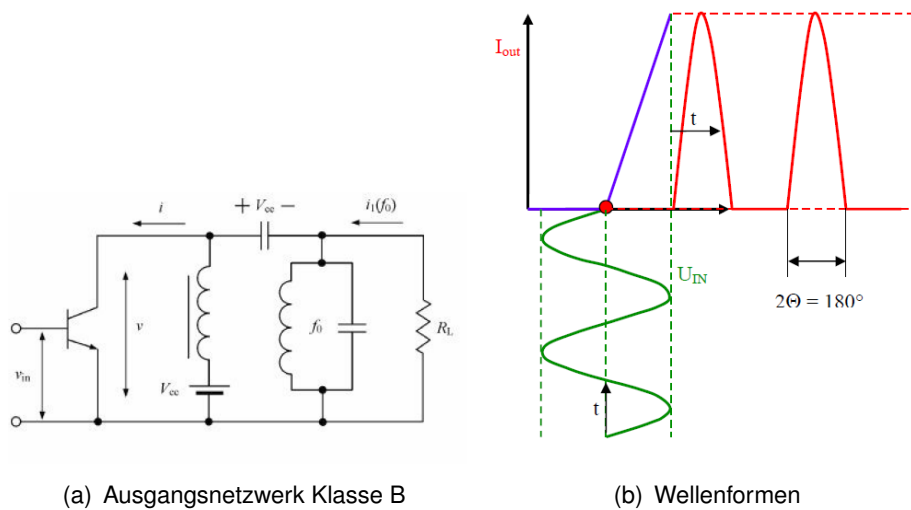 i
+ Vcc −
i₁(f₀)
v
f₀
RL
vin
Vcc
(a) Ausgangsnetzwerk Klasse B
Iout
t
UIN
2Θ = 180°
t
(b) Wellenformen